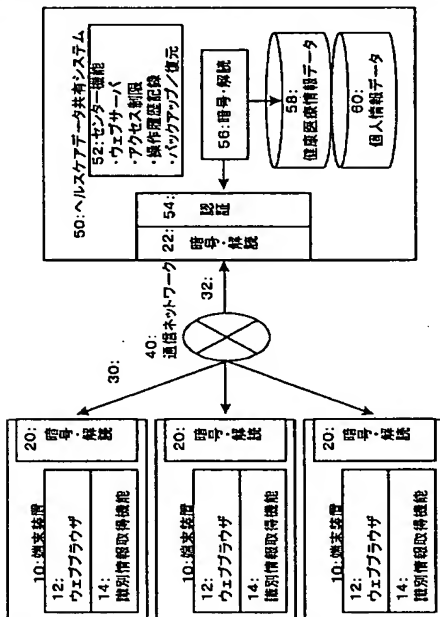 50:ヘルスケアデータ共有システム
52:センター機能
・ウェブサーバ
・アクセス制限
・操作履歴記録
・バックアップ/復元
56:暗号・解読
58:
健康医療情報データ
60:
個人情報データ
54:
認証
22:
暗号・解読
32:
40:
通信ネットワーク
30:
20:
暗号・解読
10:端末装置
12:
ウェブブラウザ
14:
識別情報取得機能
20:
暗号・解読
10:端末装置
12:
ウェブブラウザ
14:
識別情報取得機能
20:
暗号・解読
10:端末装置
12:
ウェブブラウザ
14:
識別情報取得機能